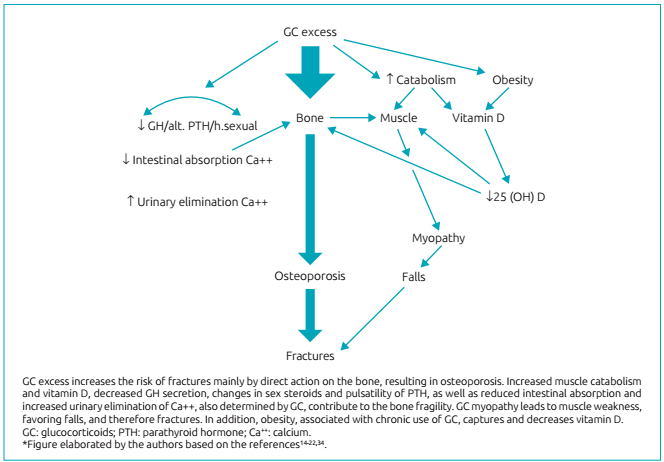 GC excess
↑ Catabolism
Obesity
↓ GH/alt. PTH/h.sexual
Bone
Muscle
Vitamin D
↓ Intestinal absorption Ca++
↑ Urinary elimination Ca++
↓25 (OH) D
Myopathy
Osteoporosis
Falls
Fractures
GC excess increases the risk of fractures mainly by direct action on the bone, resulting in osteoporosis. Increased muscle catabolism
and vitamin D, decreased GH secretion, changes in sex steroids and pulsatility of PTH, as well as reduced intestinal absorption and
increased urinary elimination of Ca++, also determined by GC, contribute to the bone fragility. GC myopathy leads to muscle weakness,
favoring falls, and therefore fractures. In addition, obesity, associated with chronic use of GC, captures and decreases vitamin D.
GC: glucocorticoids; PTH: parathyroid hormone; Ca⁺⁺: calcium.
*Figure elaborated by the authors based on the references¹⁴⁻²²,³⁴.